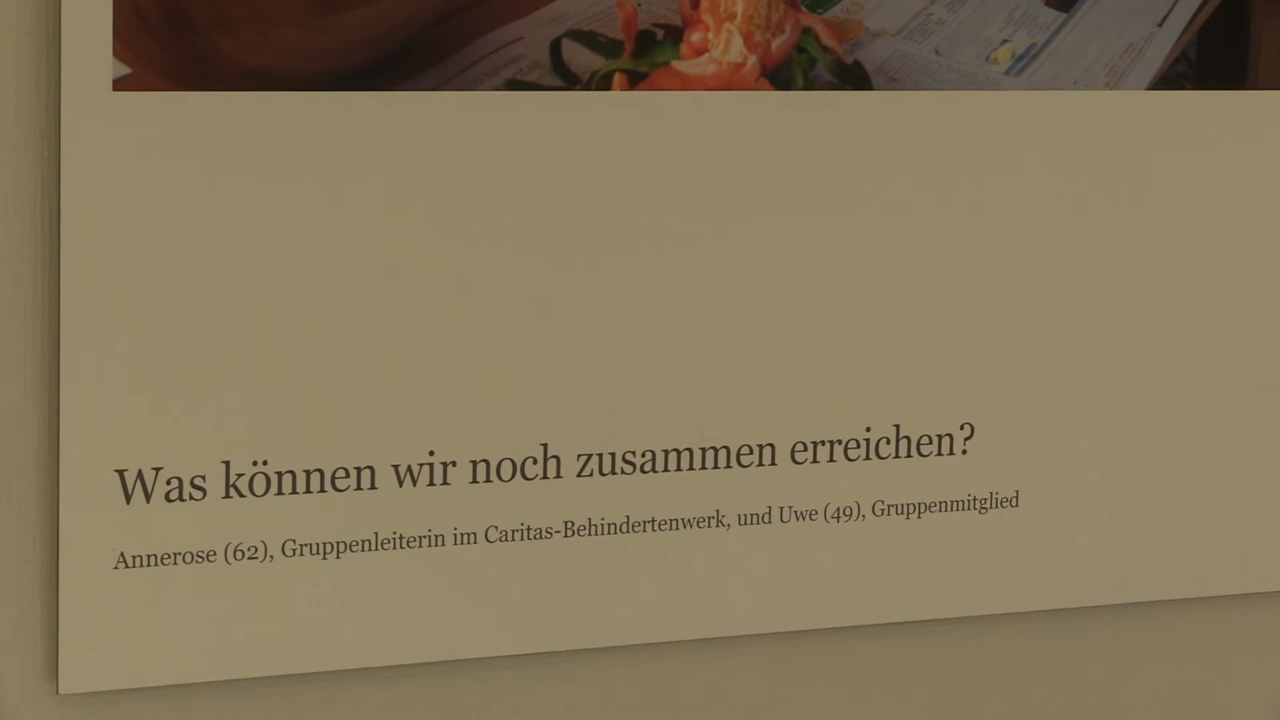 Was können wir noch zusammen erreichen?
Annerose (62), Gruppenleiterin im Caritas-Behindertenwerk, und Uwe (49), Gruppenmitglied